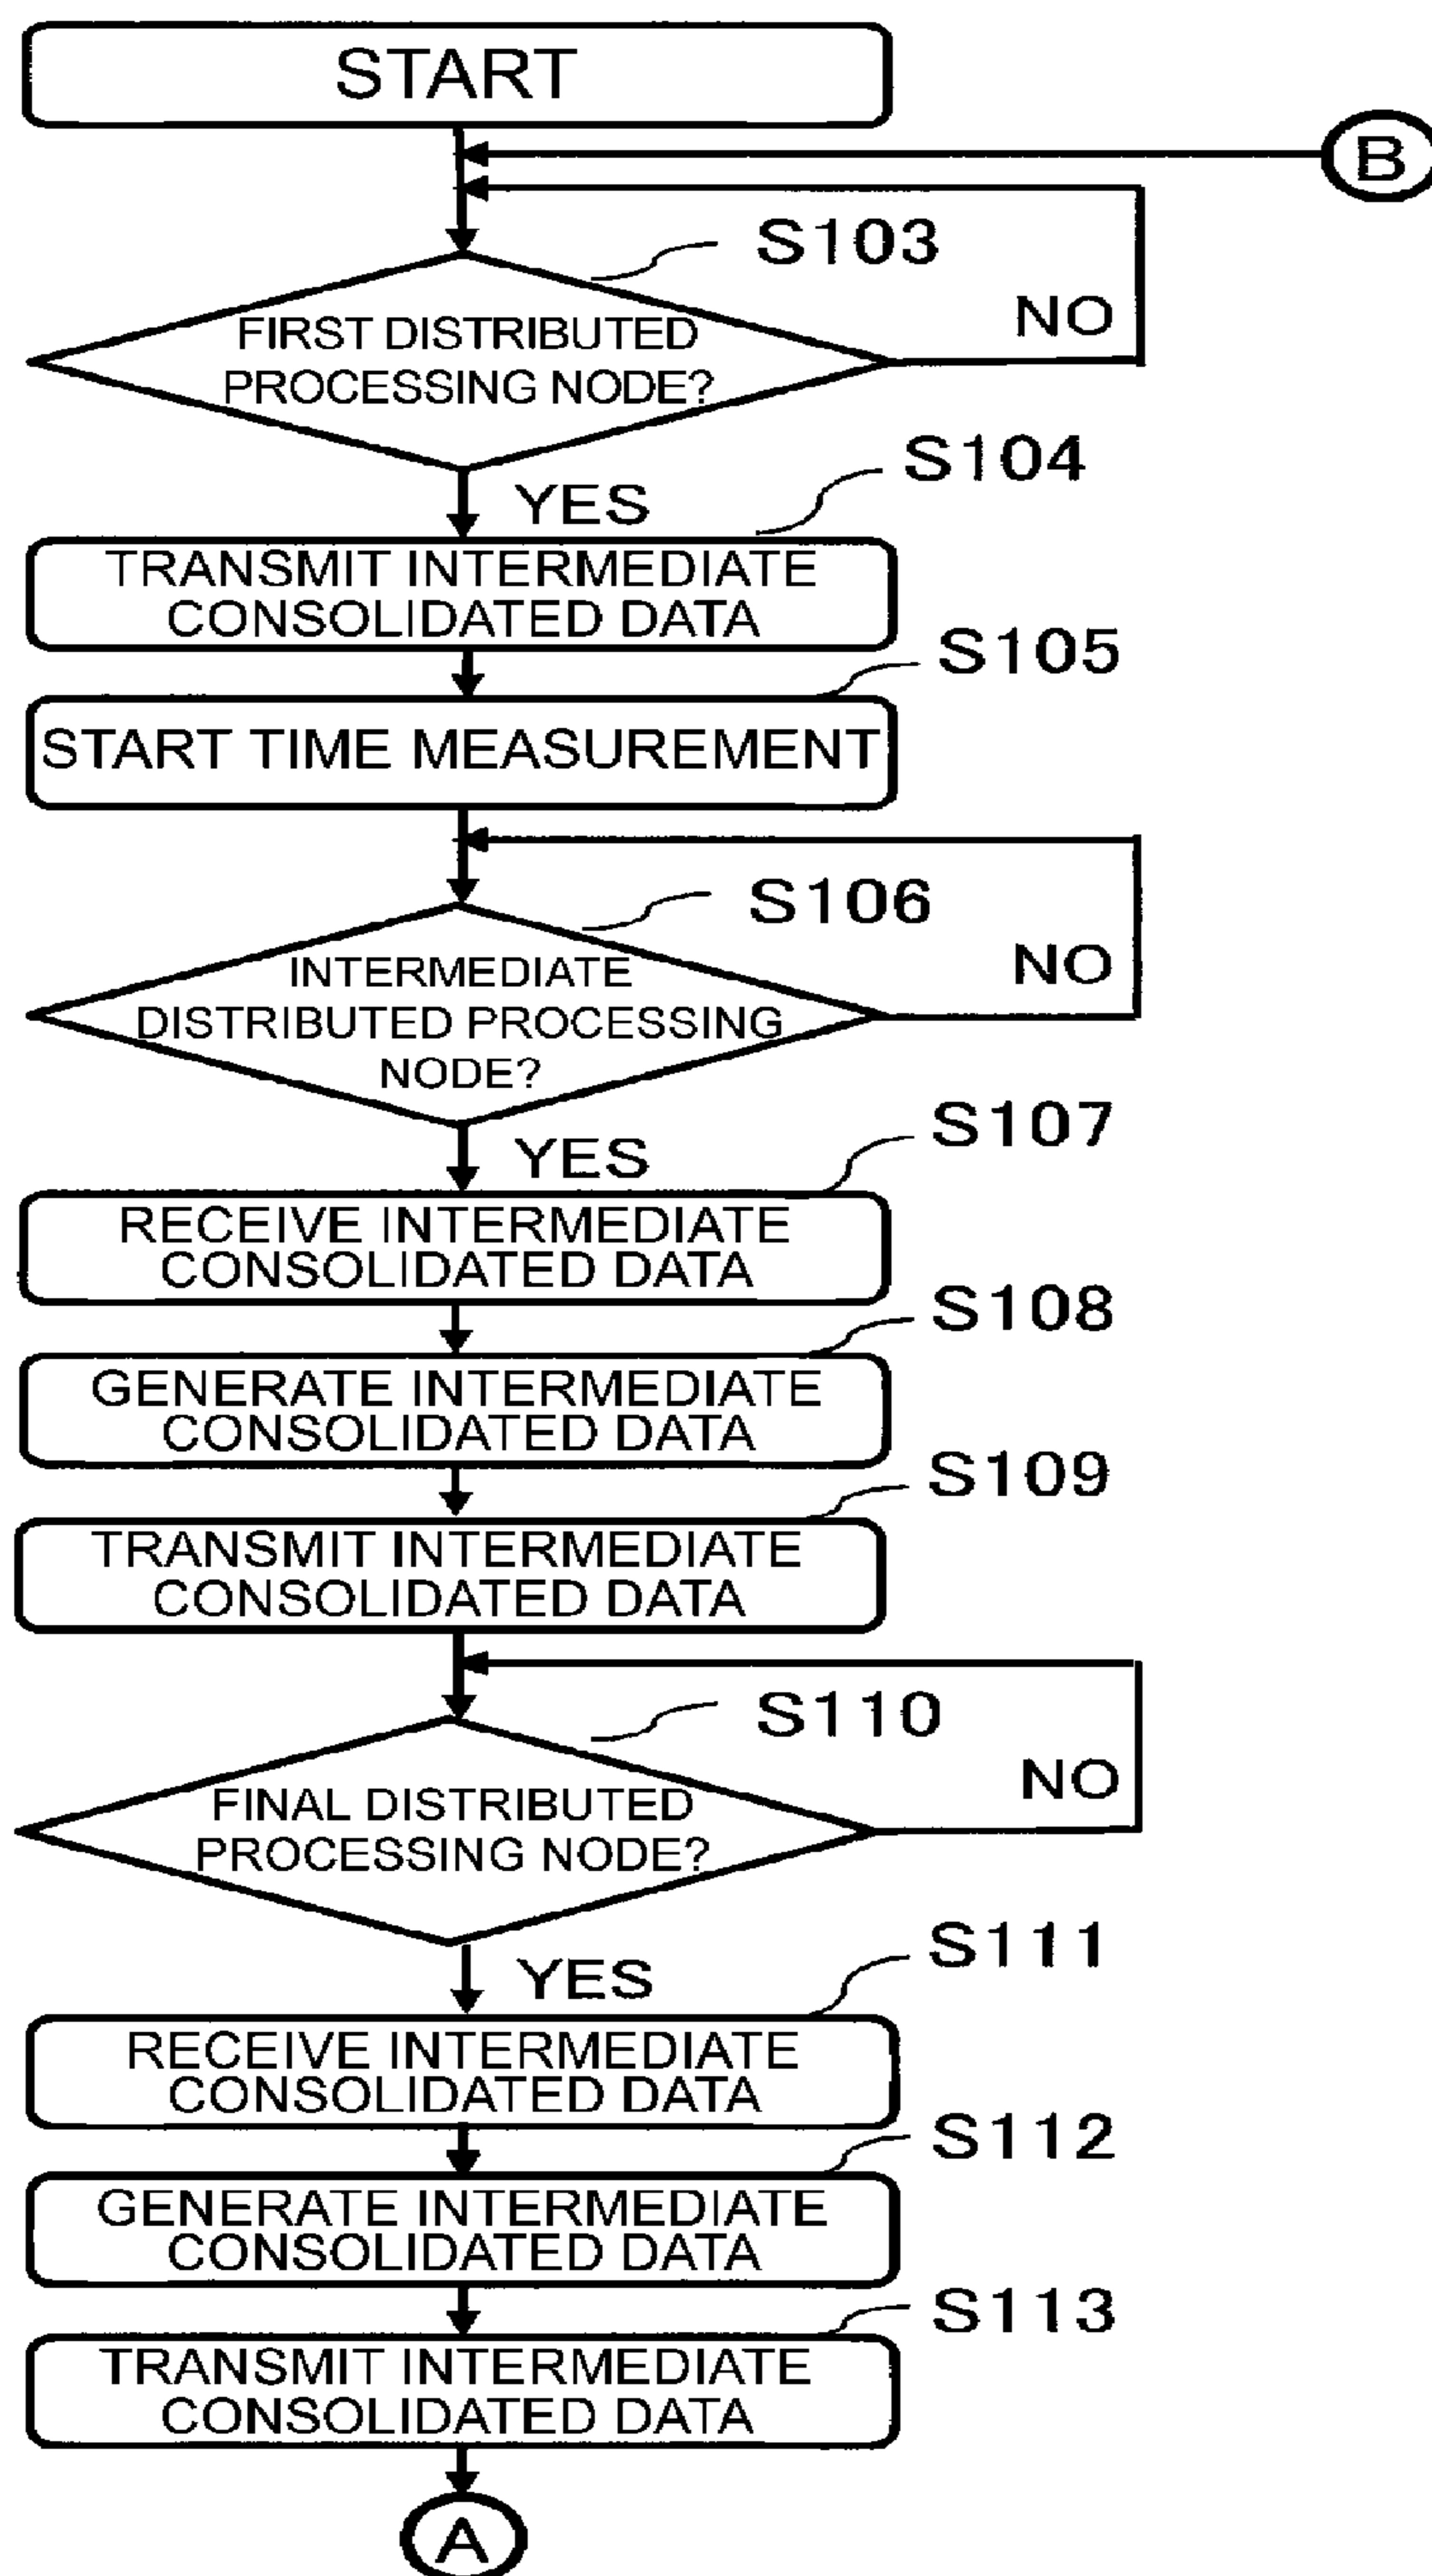 START
B
S103
FIRST DISTRIBUTED
PROCESSING NODE?
NO
YES
S104
TRANSMIT INTERMEDIATE
CONSOLIDATED DATA
S105
START TIME MEASUREMENT
S106
INTERMEDIATE
DISTRIBUTED PROCESSING
NODE?
NO
YES
S107
RECEIVE INTERMEDIATE
CONSOLIDATED DATA
S108
GENERATE INTERMEDIATE
CONSOLIDATED DATA
S109
TRANSMIT INTERMEDIATE
CONSOLIDATED DATA
S110
FINAL DISTRIBUTED
PROCESSING NODE?
NO
YES
S111
RECEIVE INTERMEDIATE
CONSOLIDATED DATA
S112
GENERATE INTERMEDIATE
CONSOLIDATED DATA
S113
TRANSMIT INTERMEDIATE
CONSOLIDATED DATA
A